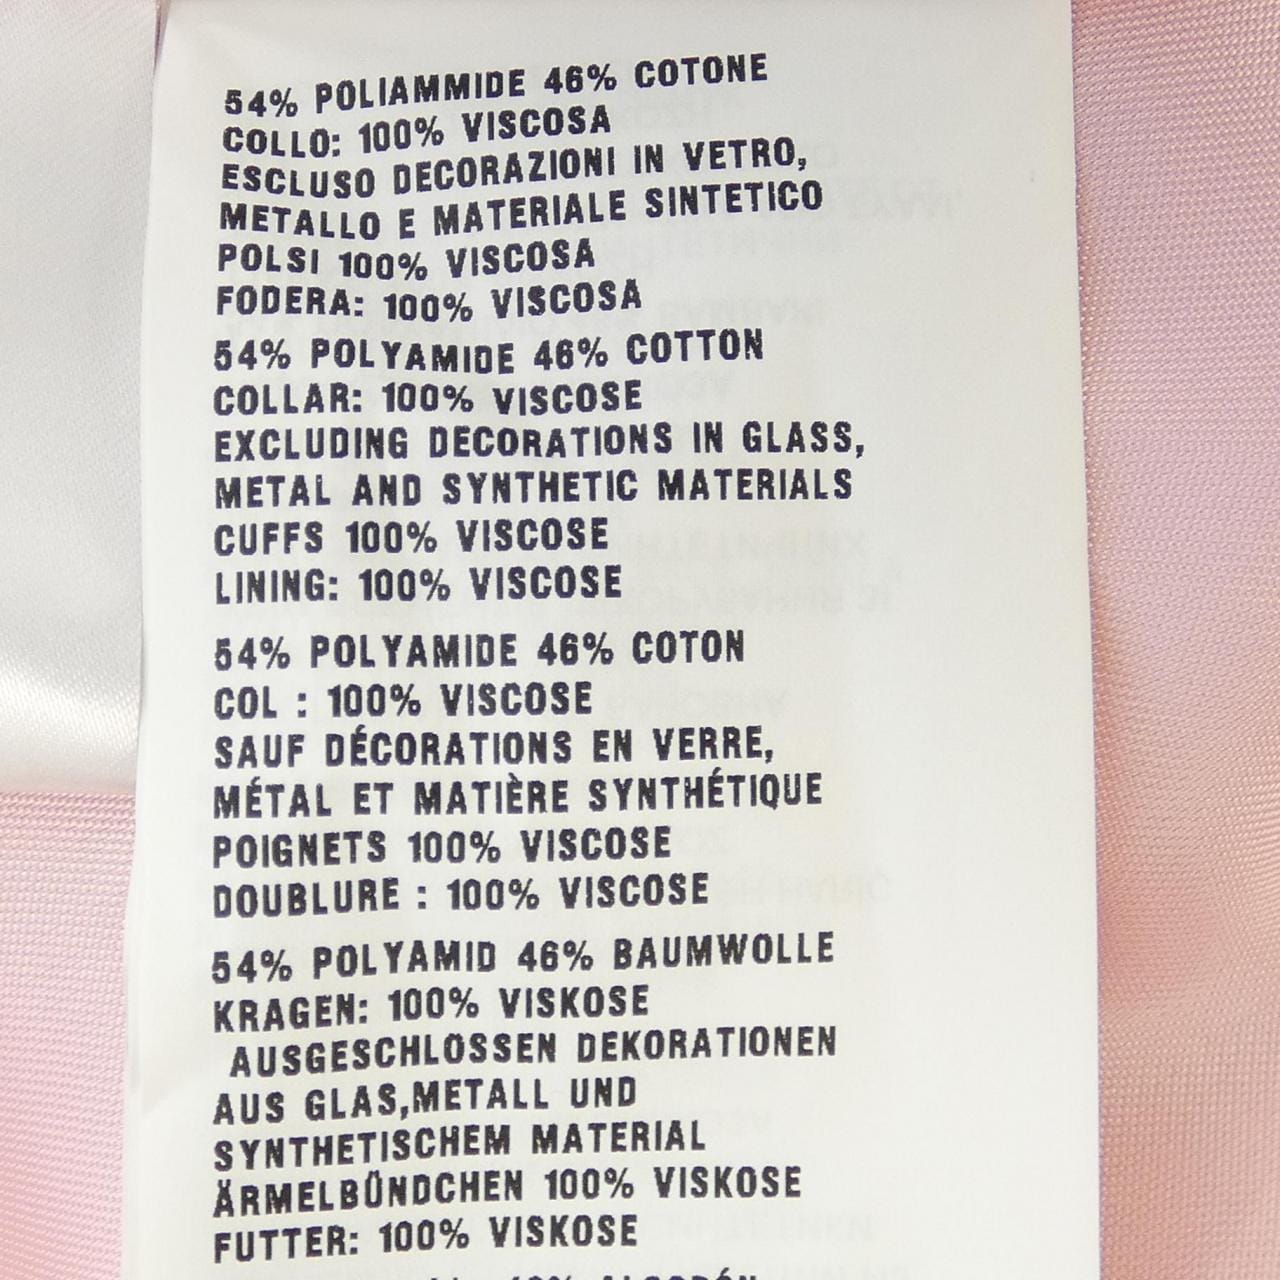 54% POLIAMMIDE 46% COTONE
COLLO: 100% VISCOSA
ESCLUSO DECORAZIONI IN VETRO,
METALLO E MATERIALE SINTETICO
POLSI 100% VISCOSA
FODERA: 100% VISCOSA
54% POLYAMIDE 46% COTTON
COLLAR: 100% VISCOSE
EXCLUDING DECORATIONS IN GLASS,
METAL AND SYNTHETIC MATERIALS
CUFFS 100% VISCOSE
LINING: 100% VISCOSE
54% POLYAMIDE 46% COTON
COL : 100% VISCOSE
SAUF DÉCORATIONS EN VERRE,
MÉTAL ET MATIÈRE SYNTHÉTIQUE
POIGNETS 100% VISCOSE
DOUBLURE : 100% VISCOSE
54% POLYAMID 46% BAUMWOLLE
KRAGEN: 100% VISKOSE
AUSGESCHLOSSEN DEKORATIONEN
AUS GLAS,METALL UND
SYNTHETISCHEM MATERIAL
ÄRMELBÜNDCHEN 100% VISKOSE
FUTTER: 100% VISKOSE